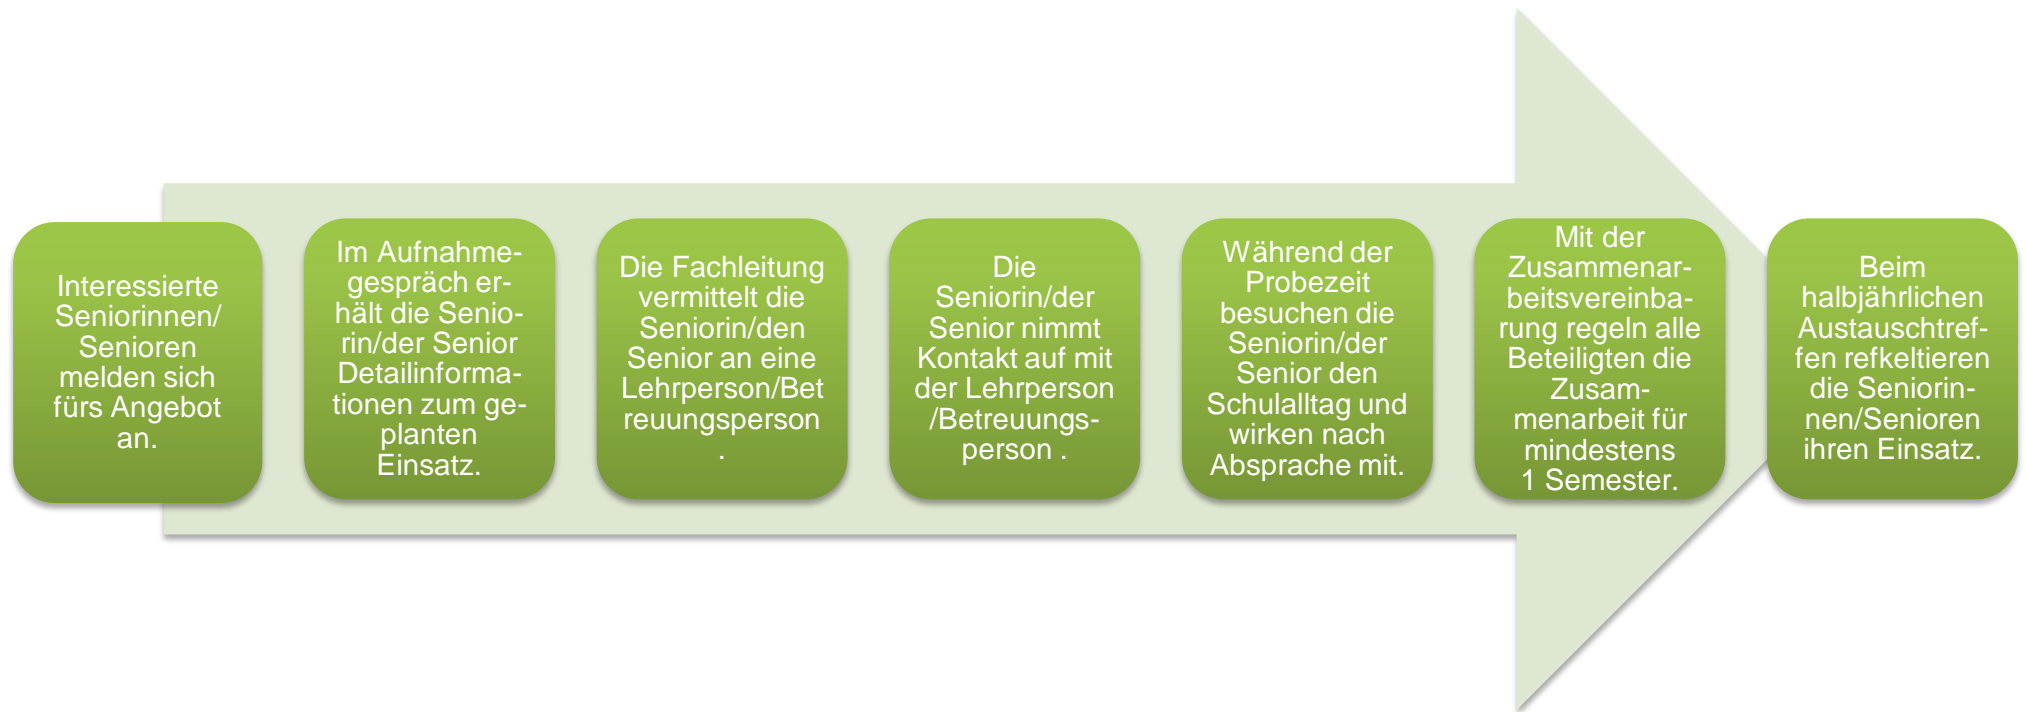 Interessierte
Seniorinnen/
Senioren
melden sich
fürs Angebot
an.
Im Aufnahme-
gespräch er-
hält die Senio-
rin/der Senior
Detailinforma-
tionen zum ge-
planten
Einsatz.
Die Fachleitung
vermittelt die
Seniorin/den
Senior an eine
Lehrperson/Bet
reuungsperson
.
Die
Seniorin/der
Senior nimmt
Kontakt auf mit
der Lehrperson
/Betreuungs-
person .
Während der
Probezeit
besuchen die
Seniorin/der
Senior den
Schulalltag und
wirken nach
Absprache mit.
Mit der
Zusammenar-
beitsvereinba-
rung regeln alle
Beteiligten die
Zusam-
menarbeit für
mindestens
1 Semester.
Beim
halbjährlichen
Austauschtref-
fen refkeltieren
die Seniorin-
nen/Senioren
ihren Einsatz.